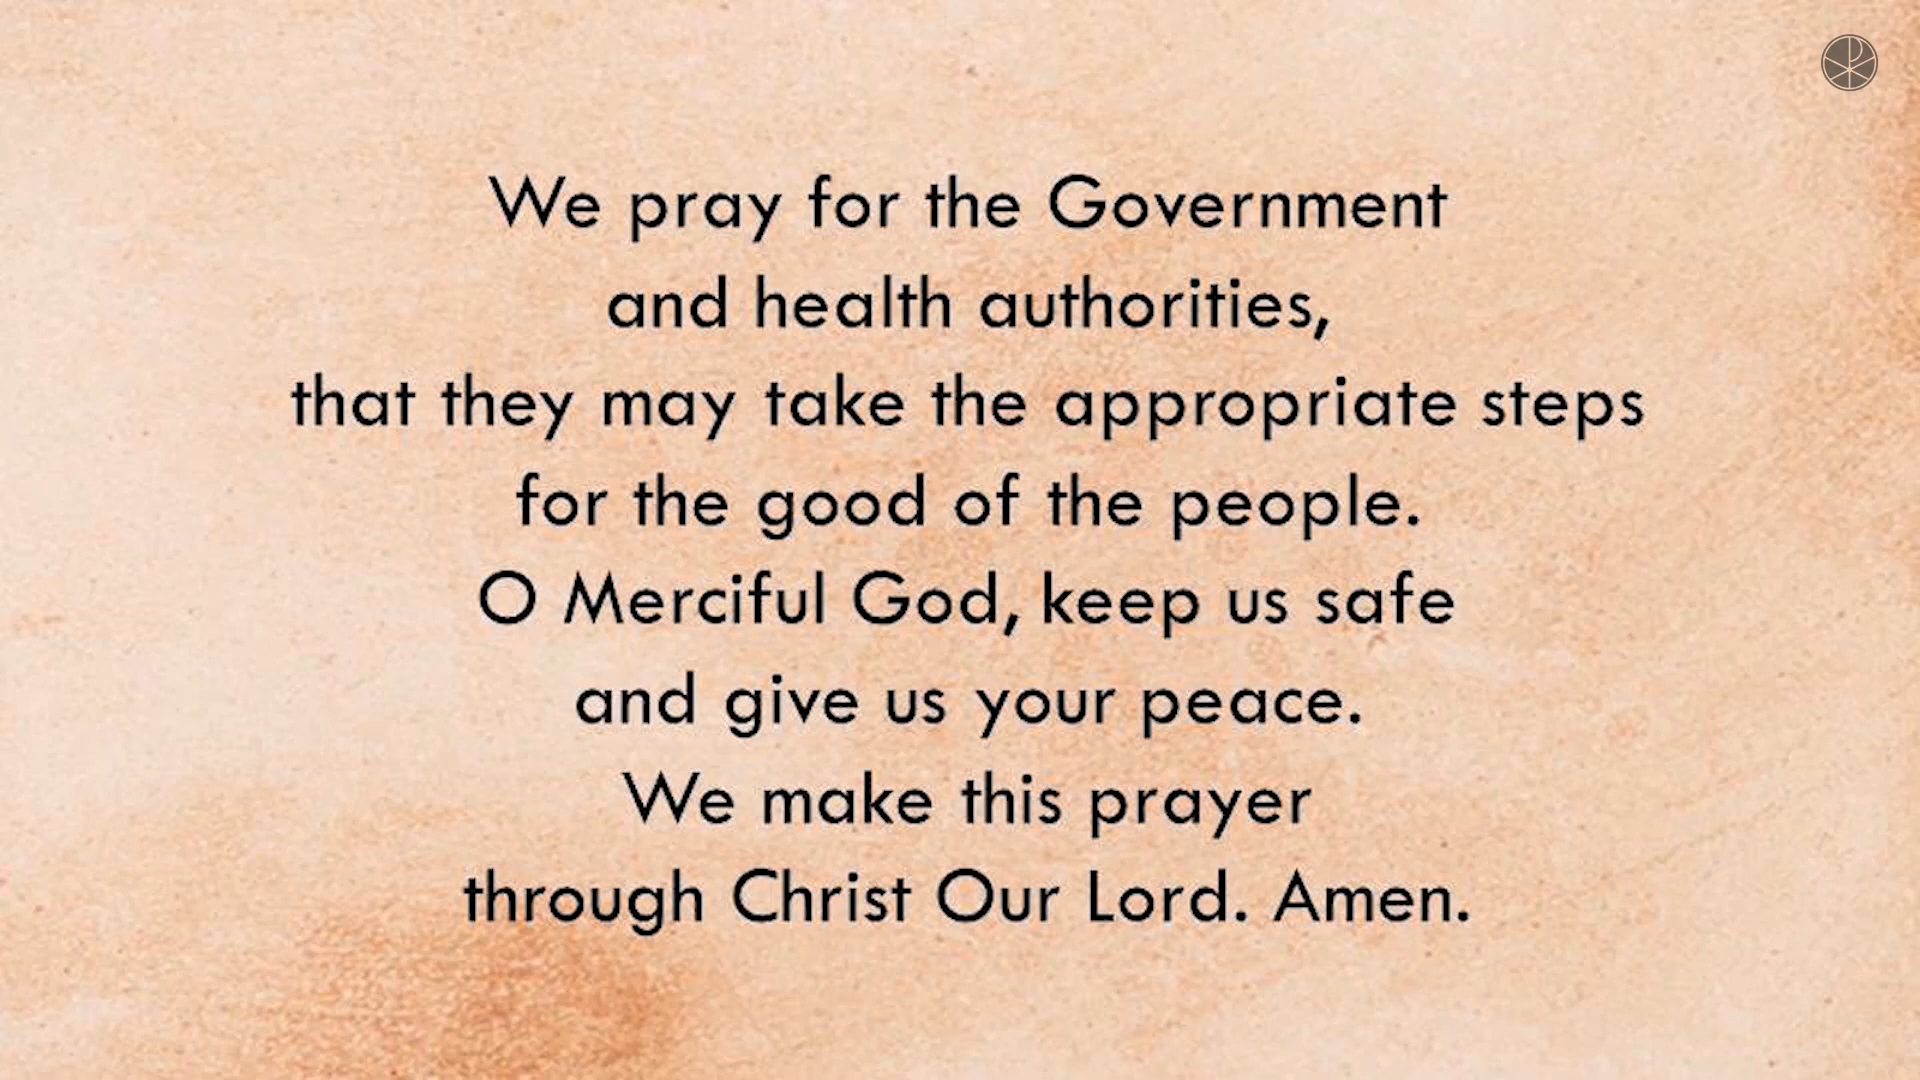 We pray for the Government
and health authorities,
that they may take the appropriate steps
for the good of the people.
O Merciful God, keep us safe
and give us your peace.
We make this prayer
through Christ Our Lord. Amen.